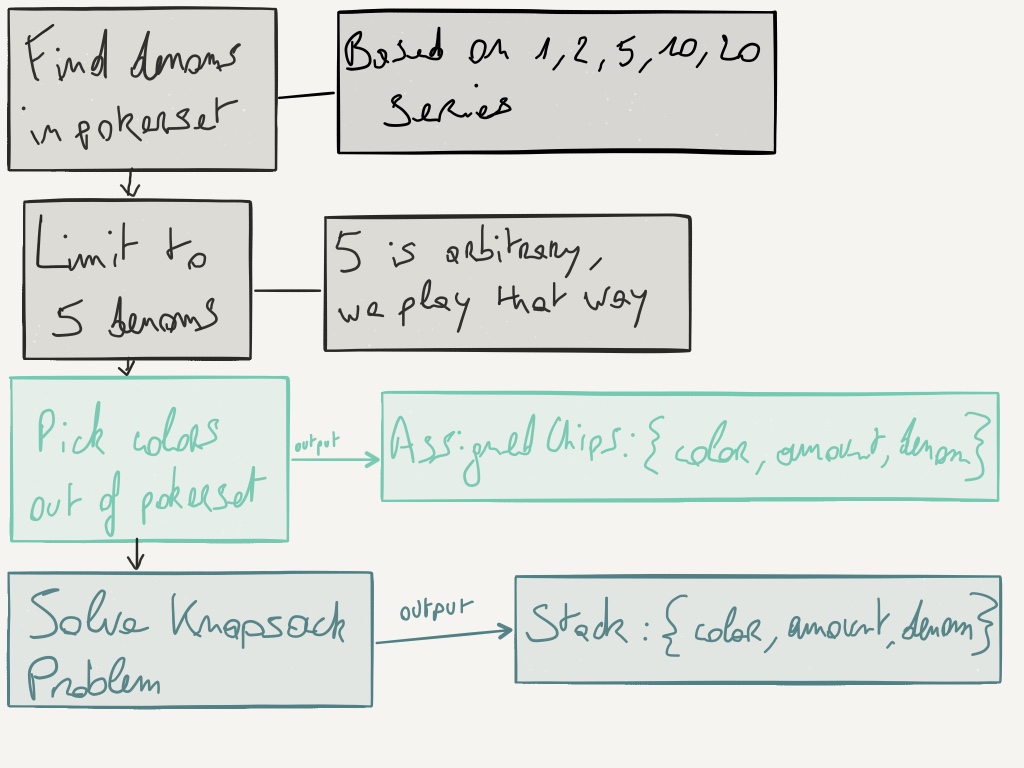 Find denoms
in pokerset
Based on 1, 2, 5, 10, 20
series
Limit to
5 denoms
5 is arbitrary,
we play that way
Pick colors
out of pokerset
output
Assigned Chips: { color, amount, denom}
Solve Knapsack
Problem
output
Stack : { color, amount, denom}